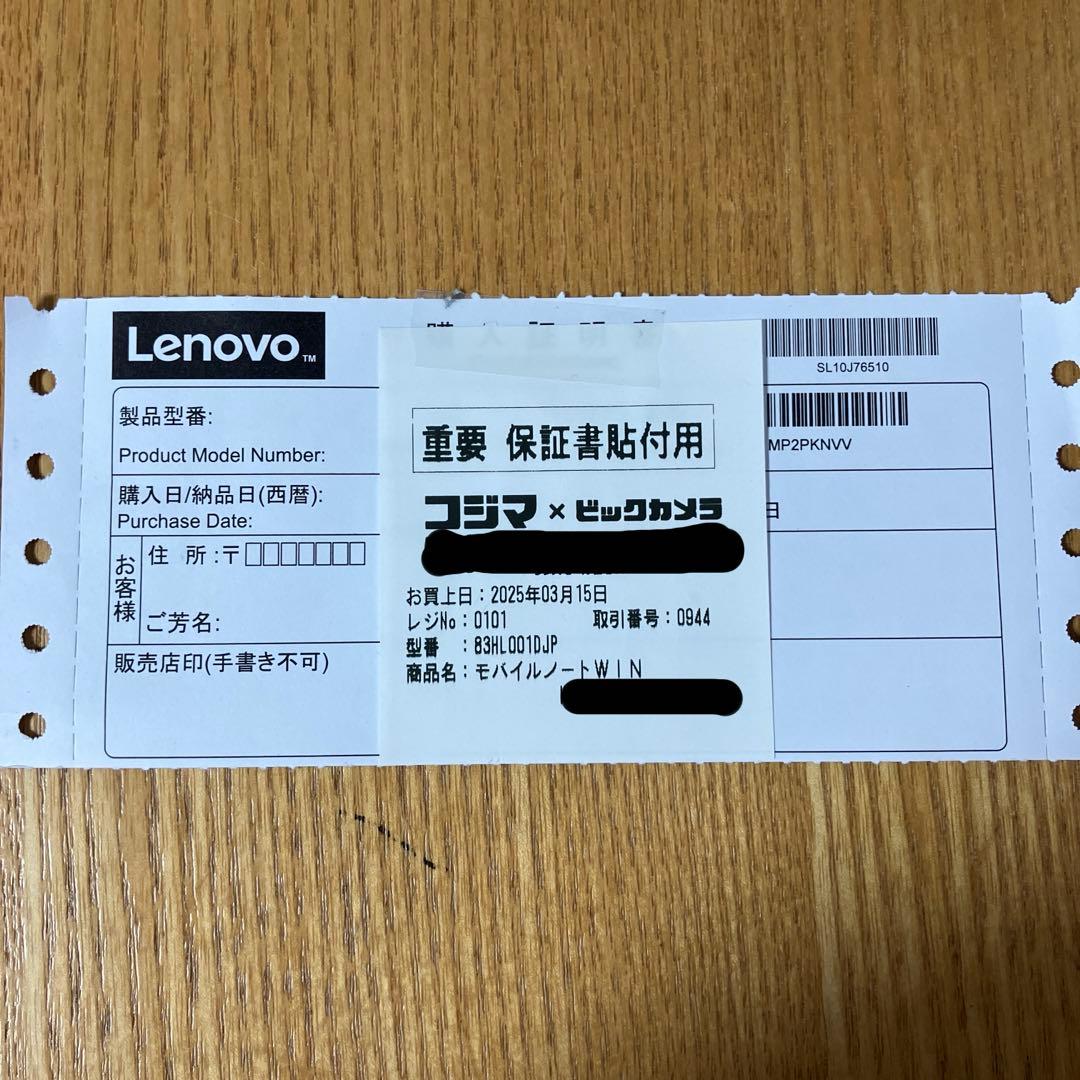 Lenovo™
SL10J76510
製品型番:
Product Model Number:
MP2PKNVV
購入日/納品日(西暦):
Purchase Date:
日
お客様
住 所:〒□□□□□□□
ご芳名:
販売店印(手書き不可)
重要 保証書貼付用
コジマ×ビックカメラ
お買上日:2025年03月15日
レジNo:0101 取引番号:0944
型番 :83HL001DJP
商品名:モバイルノートWIN